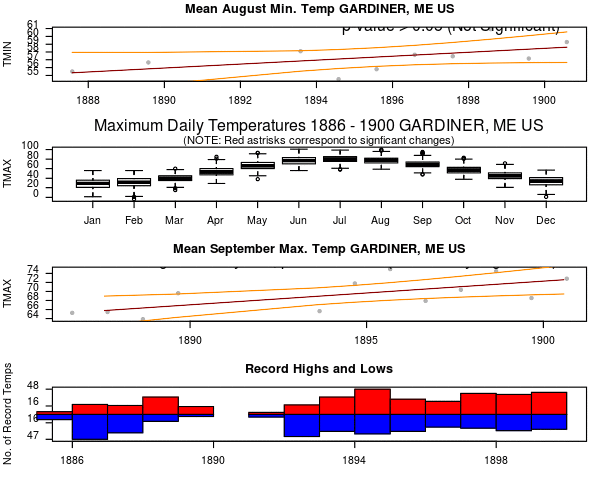 Mean August Min. Temp GARDINER, ME US
p value > 0.05 (Not Significant)
TMIN
61
59
58
57
56
55
1888 1890 1892 1894 1896 1898 1900
Maximum Daily Temperatures 1886 - 1900 GARDINER, ME US
(NOTE: Red astriks correspond to signficant changes)
TMAX
100
80
60
40
20
0
Jan Feb Mar Apr May Jun Jul Aug Sep Oct Nov Dec
Mean September Max. Temp GARDINER, ME US
TMAX
74
72
70
68
66
64
1890 1895 1900
Record Highs and Lows
No. of Record Temps
48
16
16
47
1886 1890 1894 1898